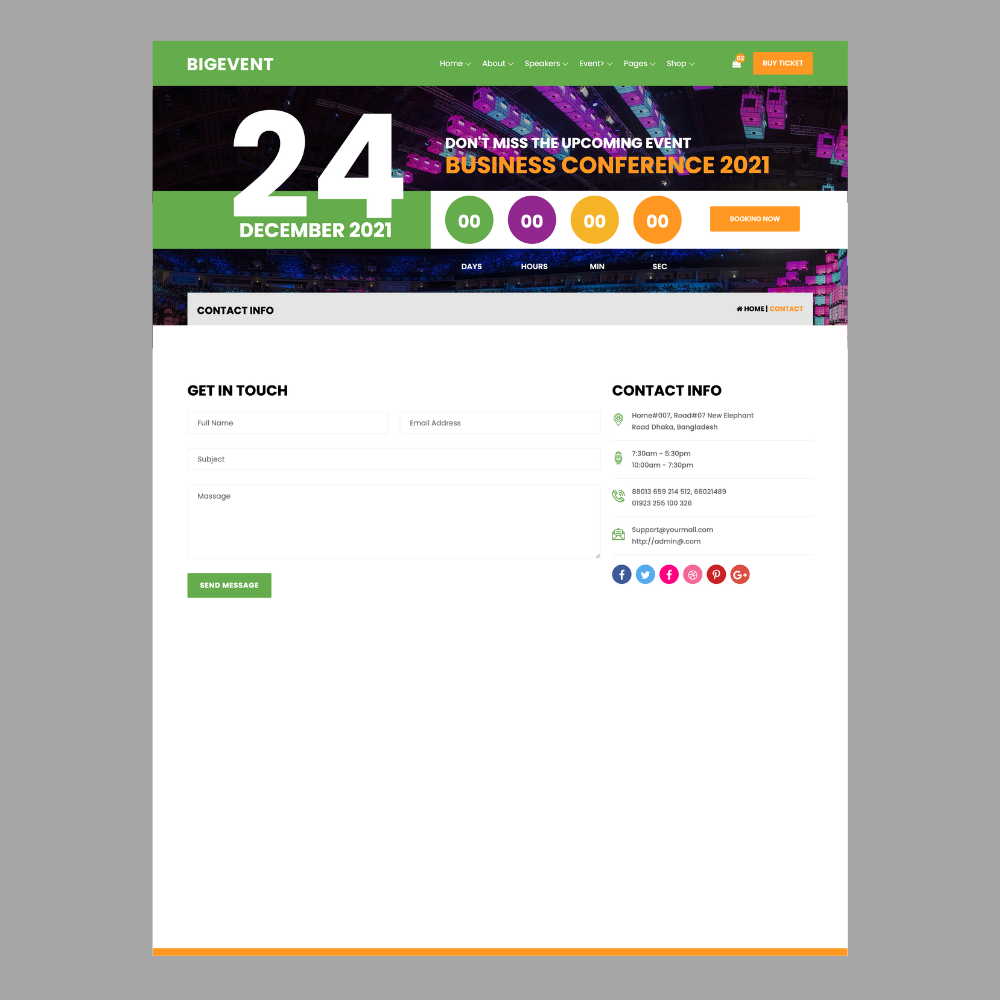 BIGEVENT
Home About Speakers Event> Pages Shop
02
BUY TICKET
24
DECEMBER 2021
DON'T MISS THE UPCOMING EVENT
BUSINESS CONFERENCE 2021
00 00 00 00
BOOKING NOW
DAYS HOURS MIN SEC
CONTACT INFO
HOME | CONTACT
GET IN TOUCH
Full Name
Email Address
Subject
Massage
SEND MESSAGE
CONTACT INFO
Home#007, Road#07 New Elephant
Road Dhaka, Bangladesh
7:30am - 5:30pm
10:00am - 7:30pm
88013 659 214 512, 66021489
01923 255 100 326
Support@yourmail.com
http://admin@.com